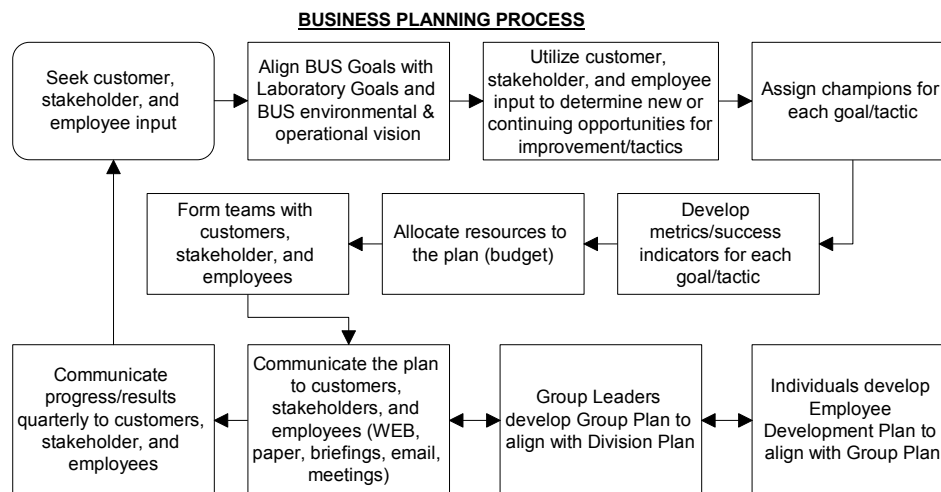 BUSINESS PLANNING PROCESS
Seek customer,
stakeholder, and
employee input
Align BUS Goals with
Laboratory Goals and
BUS environmental &
operational vision
Utilize customer,
stakeholder, and employee
input to determine new or
continuing opportunities for
improvement/tactics
Assign champions for
each goal/tactic
Develop
metrics/success
indicators for each
goal/tactic
Allocate resources to
the plan (budget)
Form teams with
customers,
stakeholder, and
employees
Communicate the plan
to customers,
stakeholders, and
employees (WEB,
paper, briefings, email,
meetings)
Communicate
progress/results
quarterly to customers,
stakeholder, and
employees
Group Leaders
develop Group Plan to
align with Division Plan
Individuals develop
Employee
Development Plan to
align with Group Plan